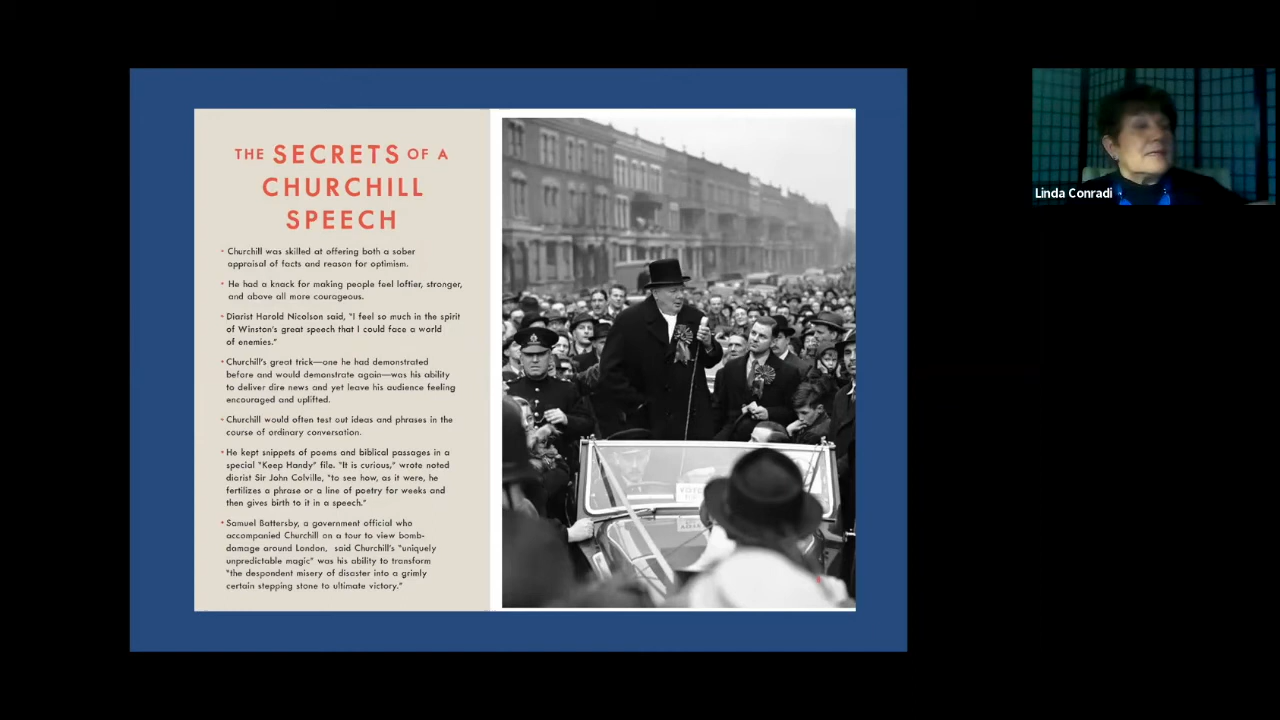 THE SECRETS OF A
CHURCHILL
SPEECH
• Churchill was skilled at offering both a sober
appraisal of facts and reason for optimism.
• He had a knack for making people feel loftier, stronger,
and above all more courageous.
• Diarist Harold Nicolson said, "I feel so much in the spirit
of Winston's great speech that I could face a world
of enemies."
• Churchill's great trick—one he had demonstrated
before and would demonstrate again—was his ability
to deliver dire news and yet leave his audience feeling
encouraged and uplifted.
• Churchill would often test out ideas and phrases in the
course of ordinary conversation.
• He kept snippets of poems and biblical passages in a
special "Keep Handy" file. "It is curious," wrote noted
diarist Sir John Colville, "to see how, as it were, he
fertilizes a phrase or a line of poetry for weeks and
then gives birth to it in a speech."
• Samuel Battersby, a government official who
accompanied Churchill on a tour to view bomb-
damage around London, said Churchill's "uniquely
unpredictable magic" was his ability to transform
"the despondent misery of disaster into a grimly
certain stepping stone to ultimate victory."
Linda Conradi